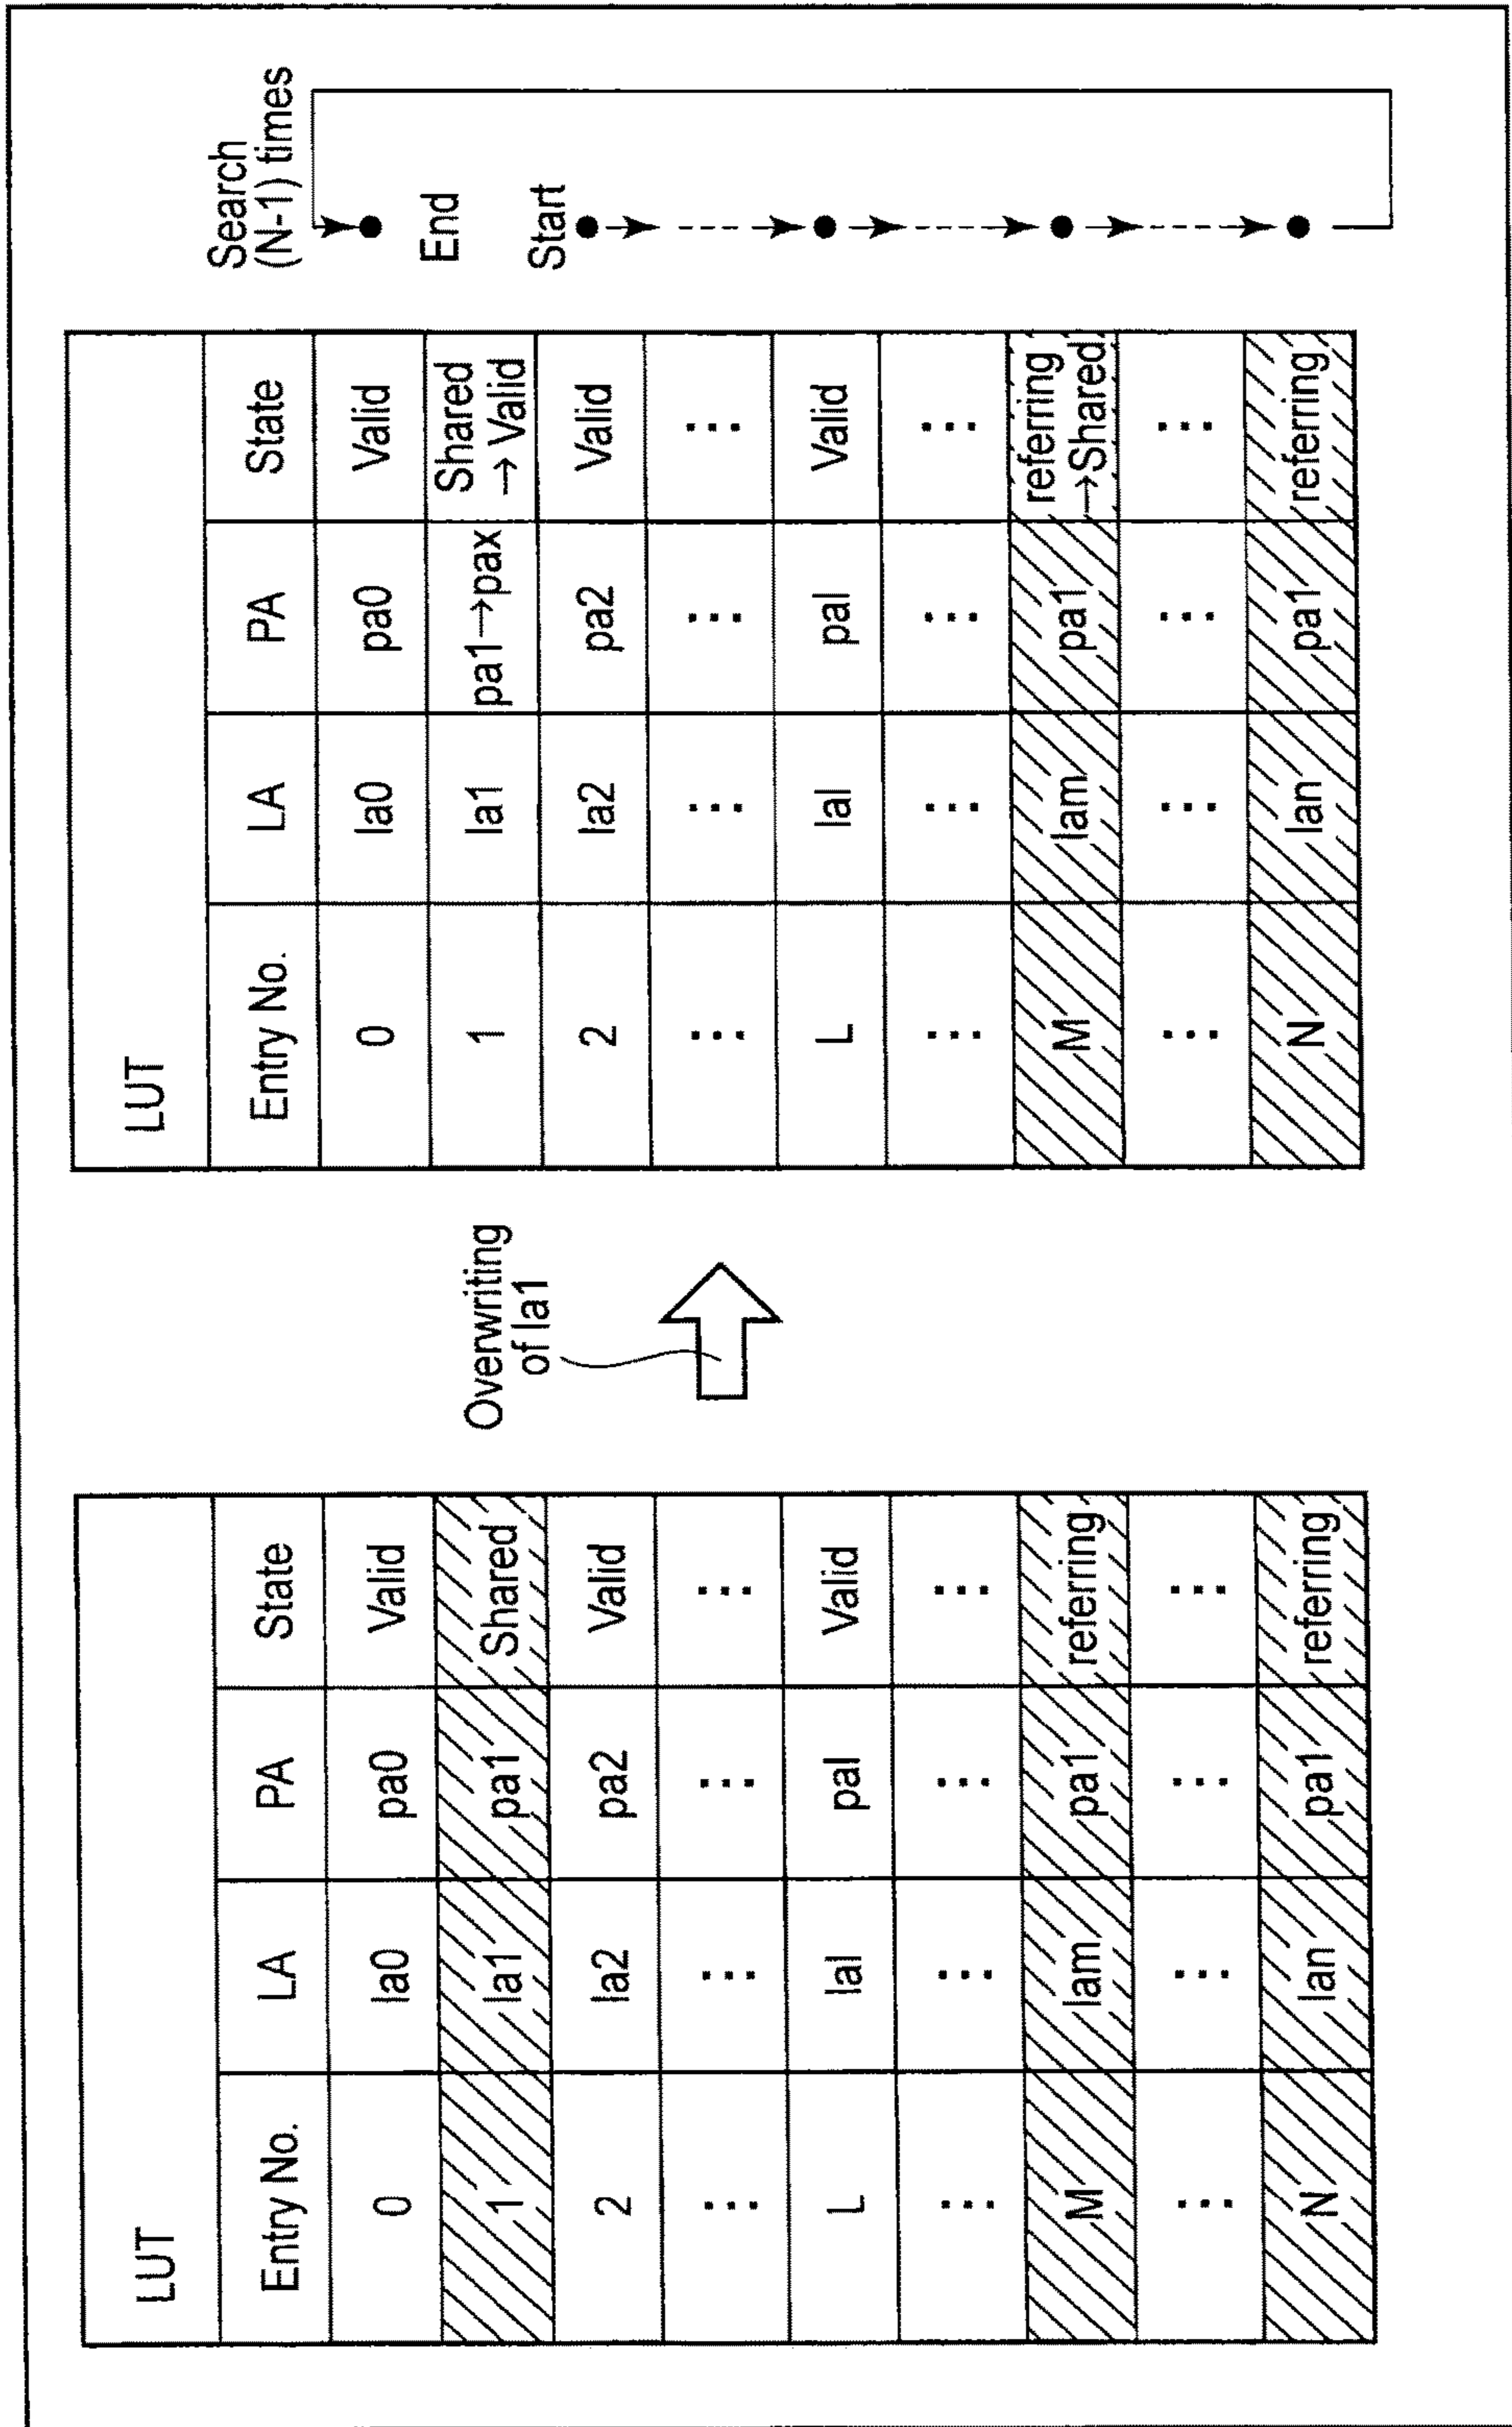 LUT
Entry No. LA PA State
0 la0 pa0 Valid
1 la1 pa1 Shared
2 la2 pa2 Valid
... ... ... ...
L lal pal Valid
... ... ... ...
M lam pa1 referring
... ... ... ...
N lan pa1 referring
Overwriting
of la1
LUT
Entry No. LA PA State
0 la0 pa0 Valid
1 la1 pa1→pax Shared
→ Valid
2 la2 pa2 Valid
... ... ... ...
L lal pal Valid
... ... ... ...
M lam pa1 referring
→Shared
... ... ... ...
N lan pa1 referring
Search
(N-1) times
End
Start